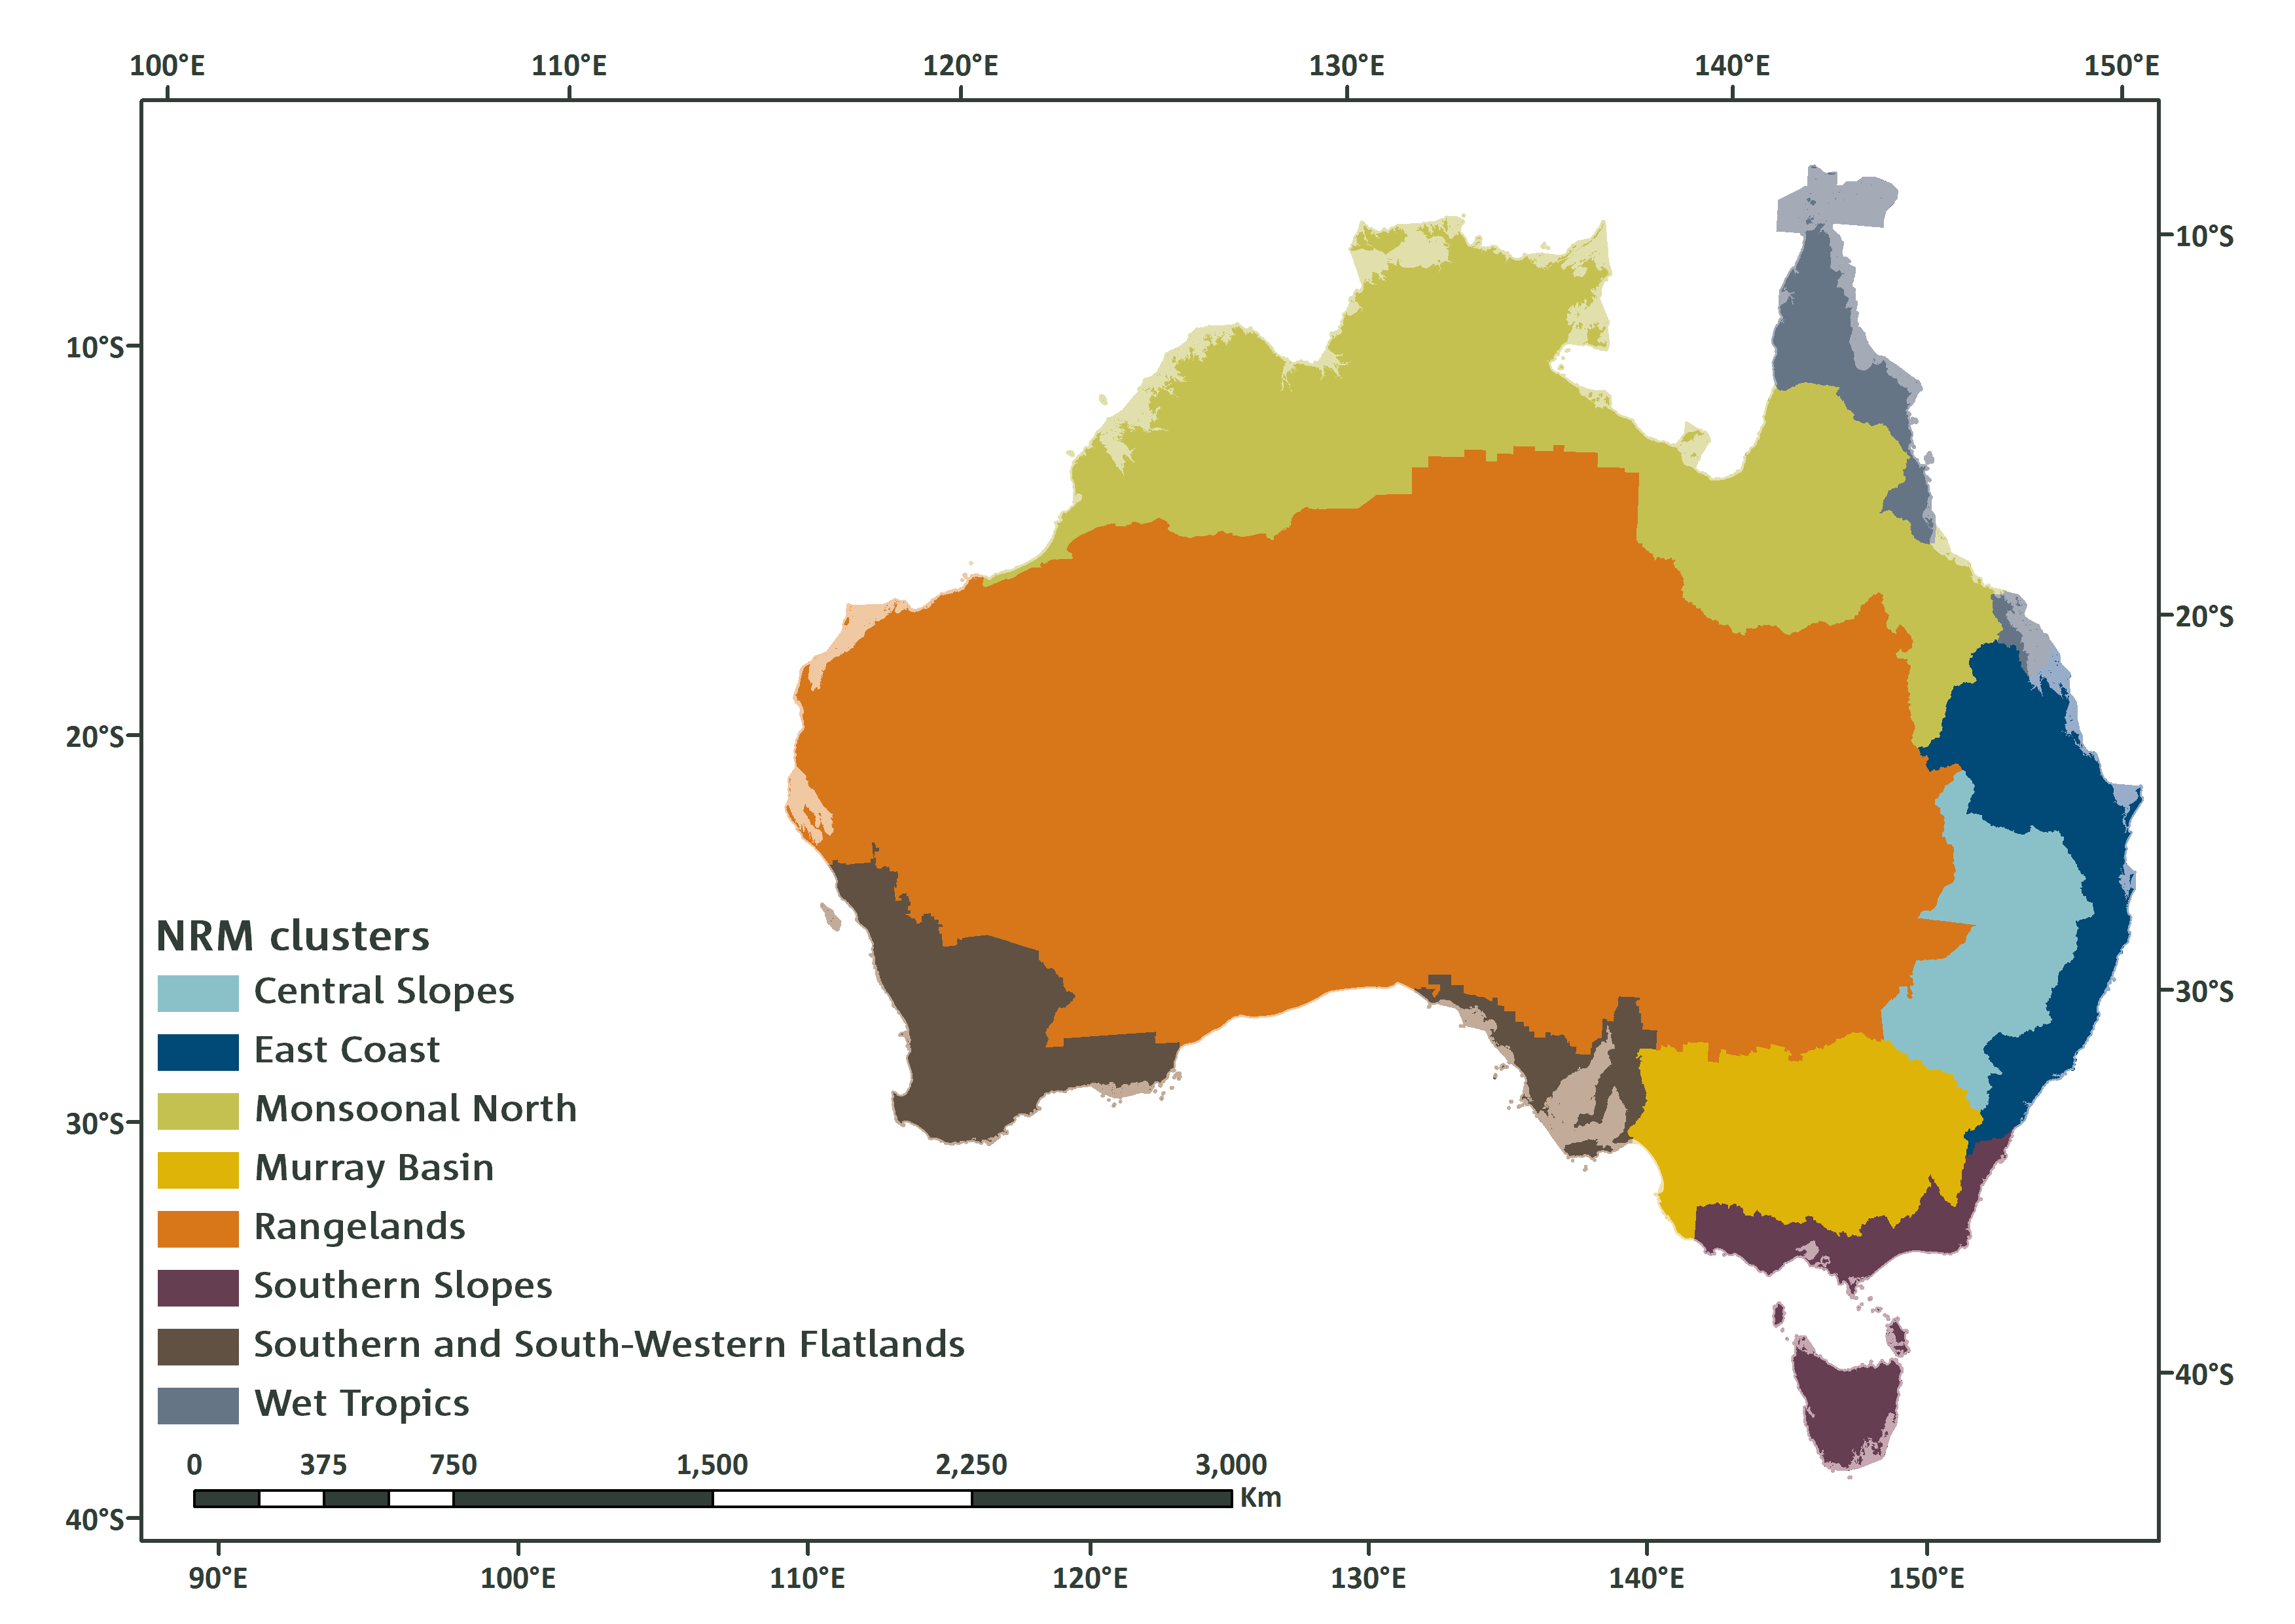 100°E 110°E 120°E 130°E 140°E 150°E
10°S
10°S
20°S
20°S
30°S
30°S
40°S
40°S
NRM clusters
Central Slopes
East Coast
Monsoonal North
Murray Basin
Rangelands
Southern Slopes
Southern and South-Western Flatlands
Wet Tropics
0 375 750 1,500 2,250 3,000
Km
90°E 100°E 110°E 120°E 130°E 140°E 150°E